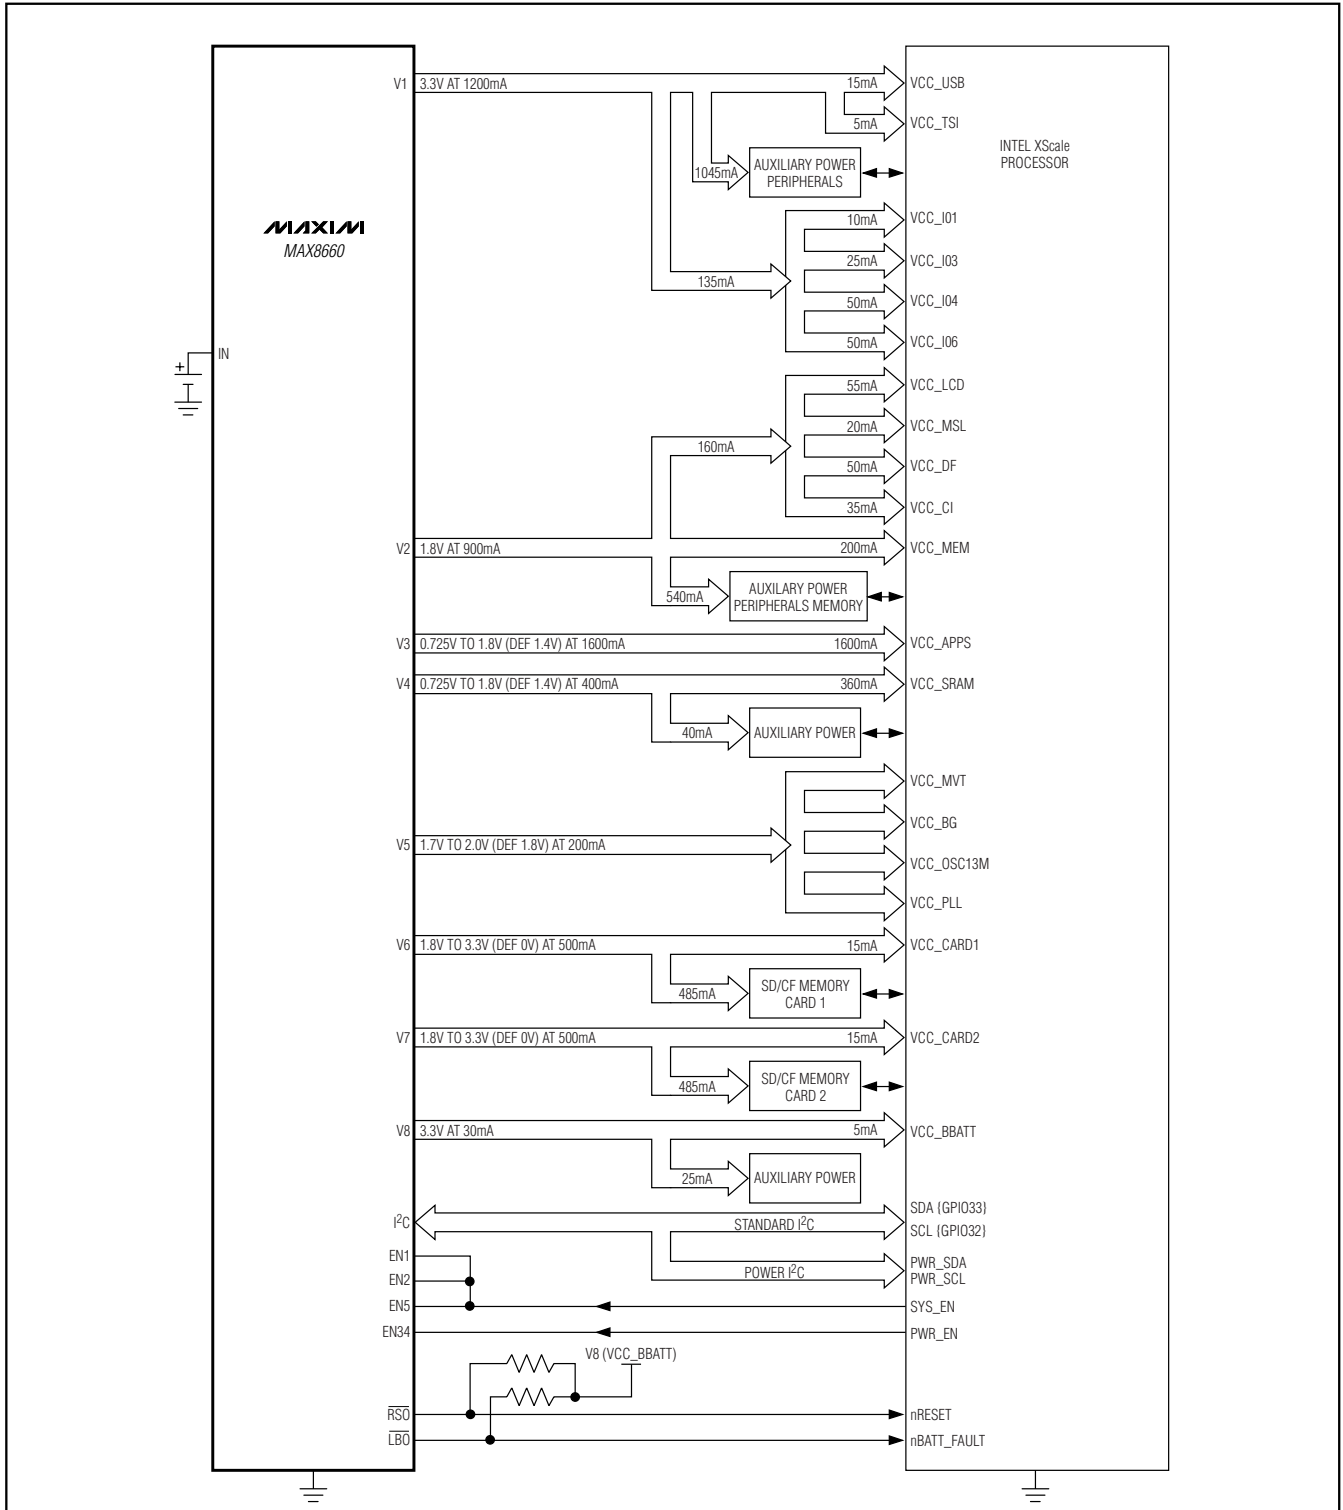 V1
3.3V AT 1200mA
15mA
VCC_USB
5mA
VCC_TSI
INTEL XScale
PROCESSOR
1045mA
AUXILIARY POWER
PERIPHERALS
MAXIM
MAX8660
10mA
VCC_IO1
25mA
VCC_IO3
135mA
50mA
VCC_IO4
50mA
VCC_IO6
IN
+
55mA
VCC_LCD
20mA
VCC_MSL
160mA
50mA
VCC_DF
35mA
VCC_CI
V2
1.8V AT 900mA
200mA
VCC_MEM
540mA
AUXILARY POWER
PERIPHERALS MEMORY
V3
0.725V TO 1.8V (DEF 1.4V) AT 1600mA
1600mA
VCC_APPS
V4
0.725V TO 1.8V (DEF 1.4V) AT 400mA
360mA
VCC_SRAM
40mA
AUXILIARY POWER
VCC_MVT
VCC_BG
V5
1.7V TO 2.0V (DEF 1.8V) AT 200mA
VCC_OSC13M
VCC_PLL
V6
1.8V TO 3.3V (DEF 0V) AT 500mA
15mA
VCC_CARD1
485mA
SD/CF MEMORY
CARD 1
V7
1.8V TO 3.3V (DEF 0V) AT 500mA
15mA
VCC_CARD2
485mA
SD/CF MEMORY
CARD 2
V8
3.3V AT 30mA
5mA
VCC_BBATT
25mA
AUXILIARY POWER
I²C
STANDARD I²C
SDA {GPIO33}
SCL {GPIO32}
EN1
POWER I²C
PWR_SDA
PWR_SCL
EN2
EN5
SYS_EN
EN34
PWR_EN
V8 (VCC_BBATT)
RSO
nRESET
LBO
nBATT_FAULT